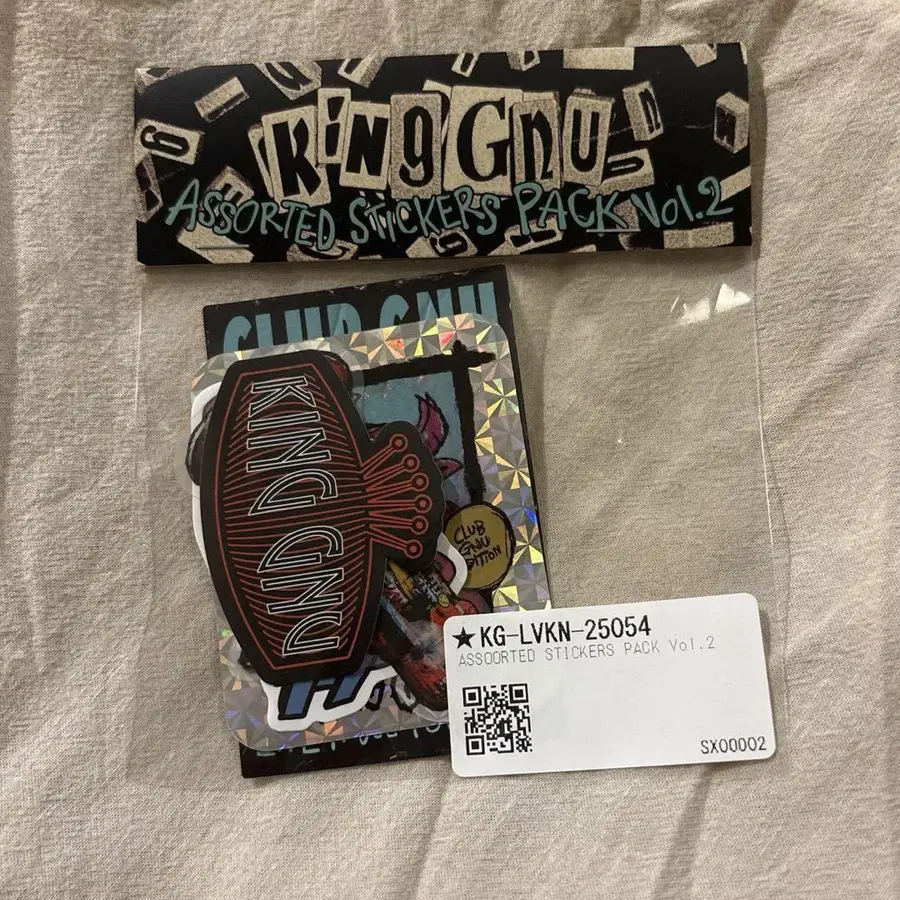 King Gnu
ASSORTED STICKERS PACK Vol.2
CLUB GNU
KING GNU
CLUB
GNU
DITION
★KG-LVKN-25054
ASSOORTED STICKERS PACK Vol.2
SX00002